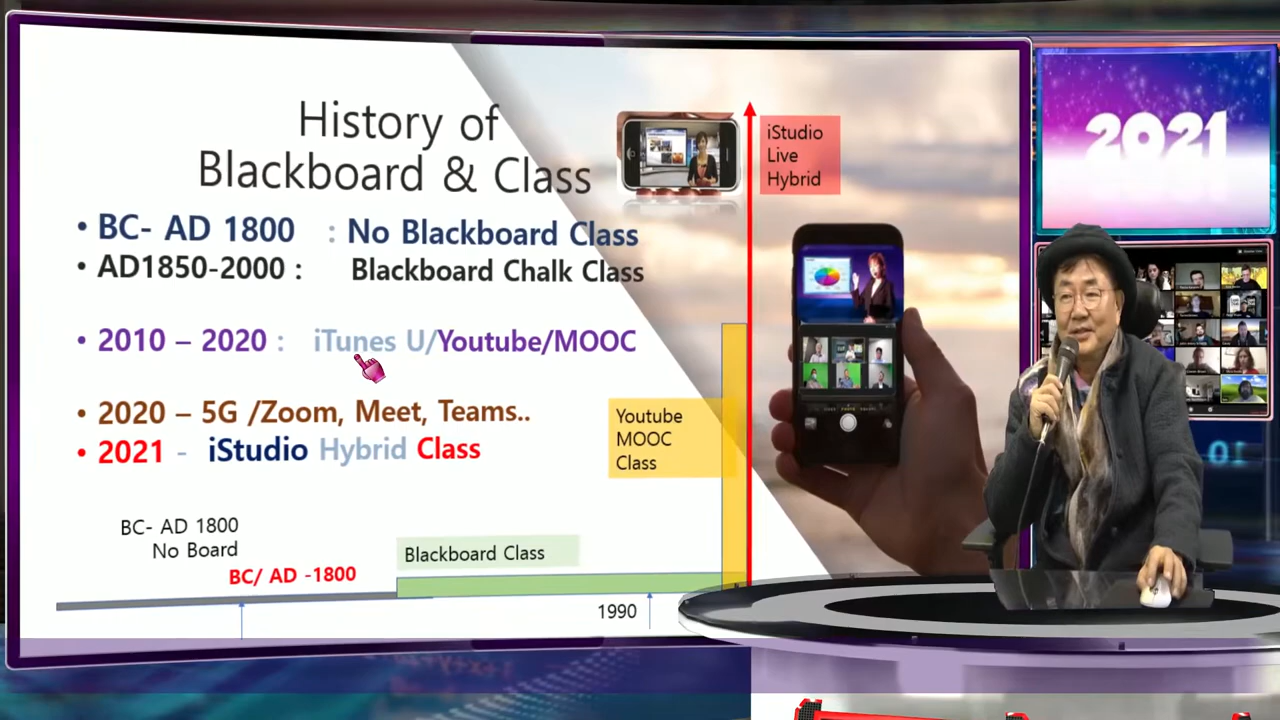 History of
Blackboard & Class
• BC- AD 1800 : No Blackboard Class
• AD1850-2000 : Blackboard Chalk Class
• 2010 – 2020 : iTunes U/Youtube/MOOC
• 2020 – 5G /Zoom, Meet, Teams..
• 2021 - iStudio Hybrid Class
iStudio
Live
Hybrid
Youtube
MOOC
Class
BC- AD 1800
No Board
BC/ AD -1800
Blackboard Class
1990
2021